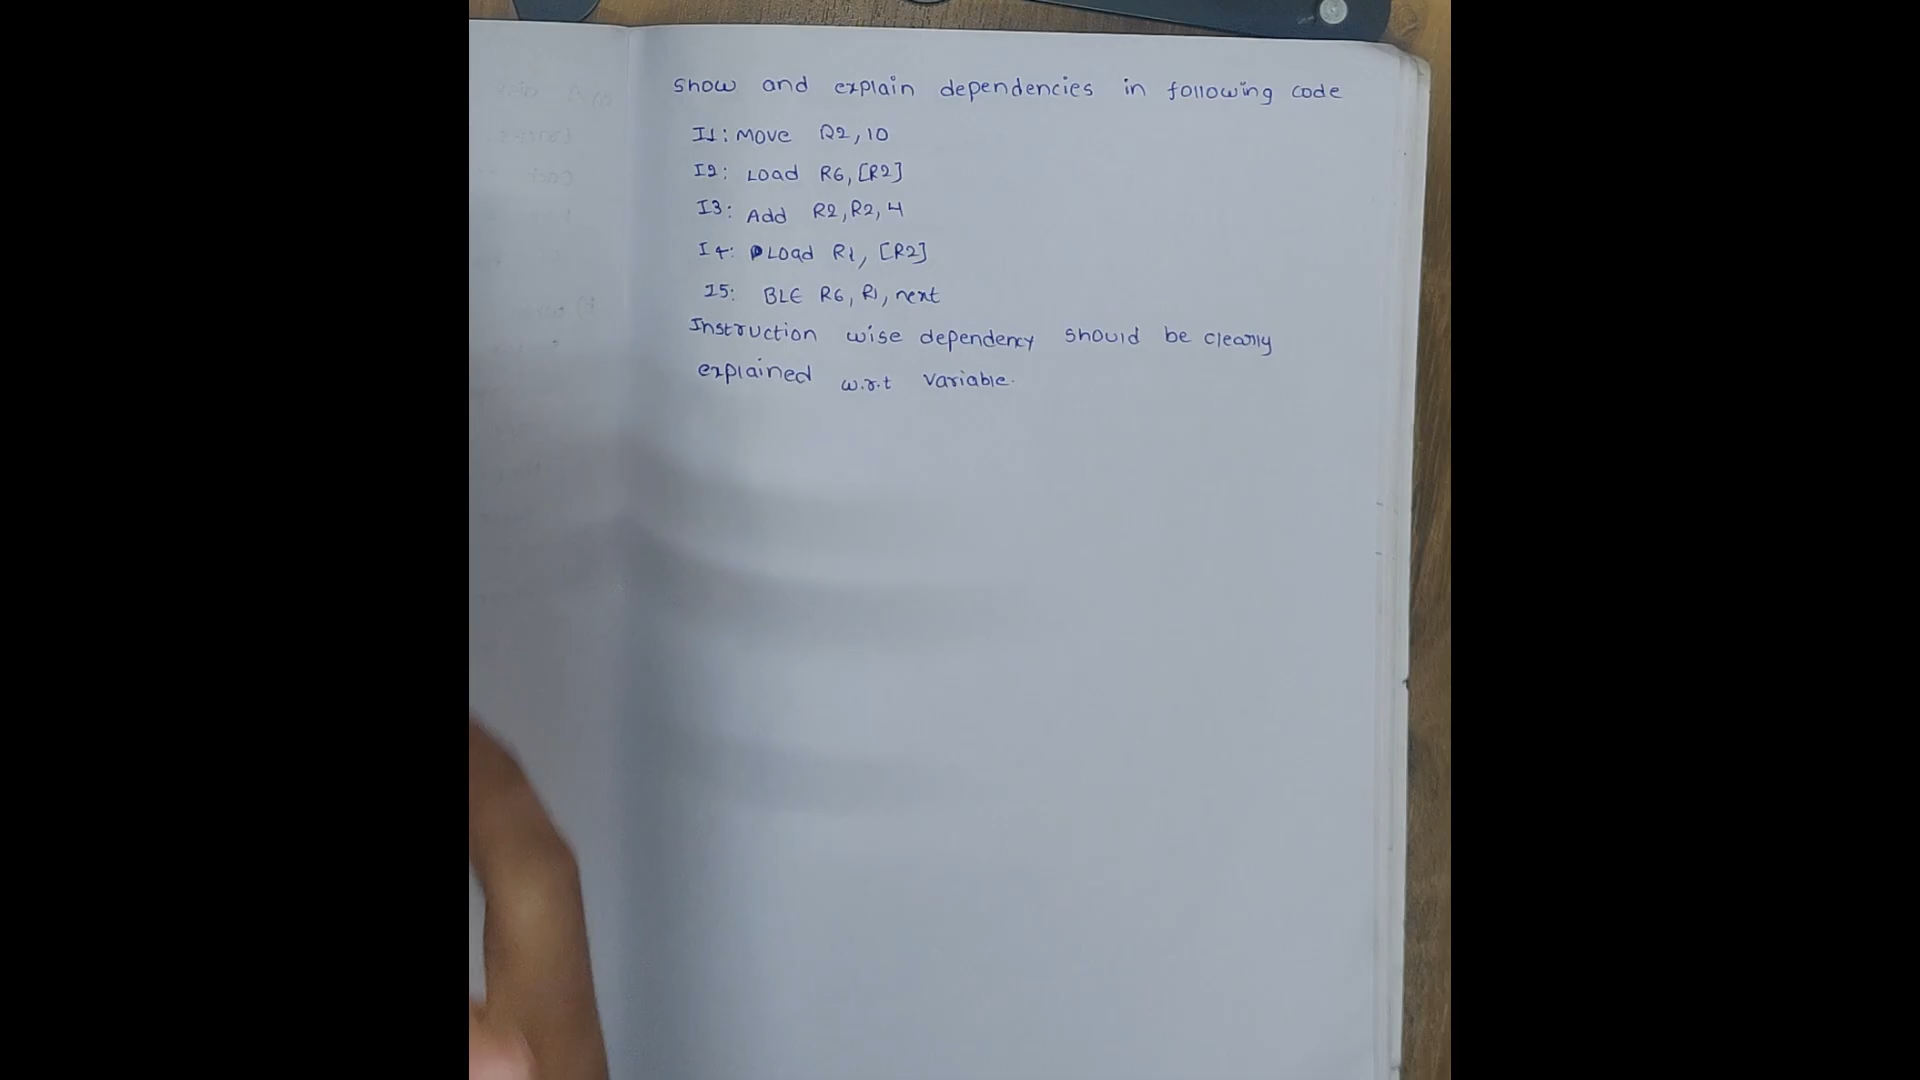 Show and explain dependencies in following code
I1: Move R2, 10
I2: Load R6, [R2]
I3: Add R2, R2, 4
I4: Load R1, [R2]
I5: BLE R6, R1, next
Instruction wise dependency should be clearly
explained w.r.t variable.